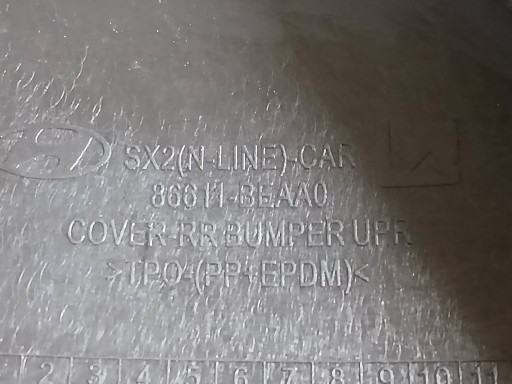 SX2(N-LINE)-CAR
86611-BEAA0
COVER-RR BUMPER UPR
>TPO-(PP+EPDM)<
2 3 4 5 6 7 8 9 10 11